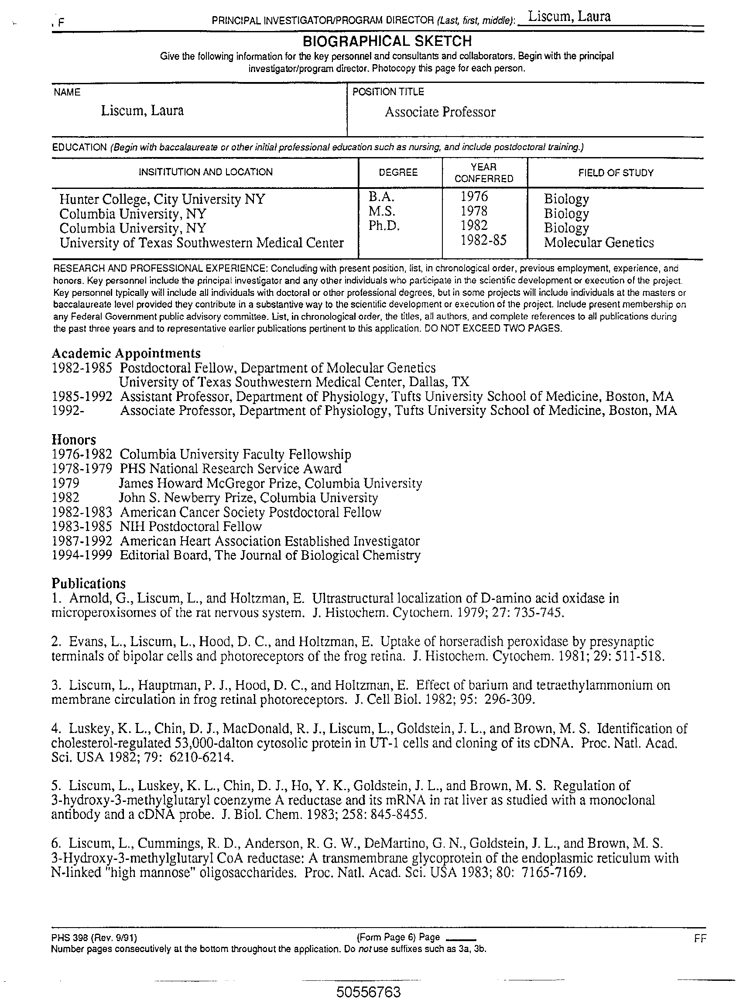 F
PRINCIPAL INVESTIGATOR/PROGRAM DIRECTOR (Last, first, middle): Liscum, Laura
BIOGRAPHICAL SKETCH
Give the following information for the key personnel and consultants and collaborators. Begin with the principal
investigator/program director. Photocopy this page for each person.
NAME POSITION TITLE
Liscum, Laura Associate Professor
EDUCATION (Begin with baccalaureate or other initial professional education such as nursing, and include postdoctoral training.)
INSITITUTION AND LOCATION DEGREE YEAR CONFERRED FIELD OF STUDY
Hunter College, City University NY B.A. 1976 Biology
Columbia University, NY M.S. 1978 Biology
Columbia University, NY Ph.D. 1982 Biology
University of Texas Southwestern Medical Center 1982-85 Molecular Genetics
RESEARCH AND PROFESSIONAL EXPERIENCE: Concluding with present position, list, in chronological order, previous employment, experience, and
honors. Key personnel include the principal investigator and any other individuals who participate in the scientific development or execution of the project.
Key personnel typically will include all individuals with doctoral or other professional degrees, but in some projects will include individuals at the masters or
baccalaureate level provided they contribute in a substantive way to the scientific development or execution of the project. Include present membership on
any Federal Government public advisory committee. List, in chronological order, the titles, all authors, and complete references to all publications during
the past three years and to representative earlier publications pertinent to this application. DO NOT EXCEED TWO PAGES.
Academic Appointments
1982-1985 Postdoctoral Fellow, Department of Molecular Genetics
University of Texas Southwestern Medical Center, Dallas, TX
1985-1992 Assistant Professor, Department of Physiology, Tufts University School of Medicine, Boston, MA
1992- Associate Professor, Department of Physiology, Tufts University School of Medicine, Boston, MA
Honors
1976-1982 Columbia University Faculty Fellowship
1978-1979 PHS National Research Service Award
1979 James Howard McGregor Prize, Columbia University
1982 John S. Newberry Prize, Columbia University
1982-1983 American Cancer Society Postdoctoral Fellow
1983-1985 NIH Postdoctoral Fellow
1987-1992 American Heart Association Established Investigator
1994-1999 Editorial Board, The Journal of Biological Chemistry
Publications
1. Arnold, G., Liscum, L., and Holtzman, E. Ultrastructural localization of D-amino acid oxidase in
microperoxisomes of the rat nervous system. J. Histochem. Cytochem. 1979; 27: 735-745.
2. Evans, L., Liscum, L., Hood, D. C., and Holtzman, E. Uptake of horseradish peroxidase by presynaptic
terminals of bipolar cells and photoreceptors of the frog retina. J. Histochem. Cytochem. 1981; 29: 511-518.
3. Liscum, L., Hauptman, P. J., Hood, D. C., and Holtzman, E. Effect of barium and tetraethylammonium on
membrane circulation in frog retinal photoreceptors. J. Cell Biol. 1982; 95: 296-309.
4. Luskey, K. L., Chin, D. J., MacDonald, R. J., Liscum, L., Goldstein, J. L., and Brown, M. S. Identification of
cholesterol-regulated 53,000-dalton cytosolic protein in UT-1 cells and cloning of its cDNA. Proc. Natl. Acad.
Sci. USA 1982; 79: 6210-6214.
5. Liscum, L., Luskey, K. L., Chin, D. J., Ho, Y. K., Goldstein, J. L., and Brown, M. S. Regulation of
3-hydroxy-3-methylglutaryl coenzyme A reductase and its mRNA in rat liver as studied with a monoclonal
antibody and a cDNA probe. J. Biol. Chem. 1983; 258: 845-8455.
6. Liscum, L., Cummings, R. D., Anderson, R. G. W., DeMartino, G. N., Goldstein, J. L., and Brown, M. S.
3-Hydroxy-3-methylglutaryl CoA reductase: A transmembrane glycoprotein of the endoplasmic reticulum with
N-linked "high mannose" oligosaccharides. Proc. Natl. Acad. Sci. USA 1983; 80: 7165-7169.
PHS 398 (Rev. 9/91) (Form Page 6) Page FF
Number pages consecutively at the bottom throughout the application. Do not use suffixes such as 3a, 3b.
50556763